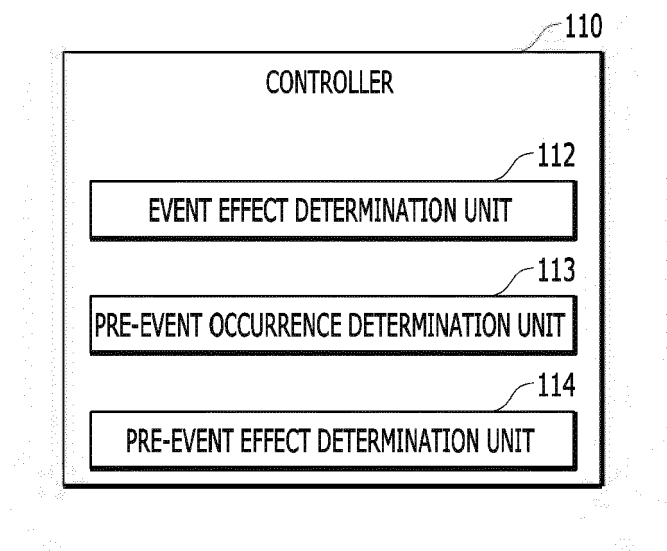 110
CONTROLLER
112
EVENT EFFECT DETERMINATION UNIT
113
PRE-EVENT OCCURRENCE DETERMINATION UNIT
114
PRE-EVENT EFFECT DETERMINATION UNIT